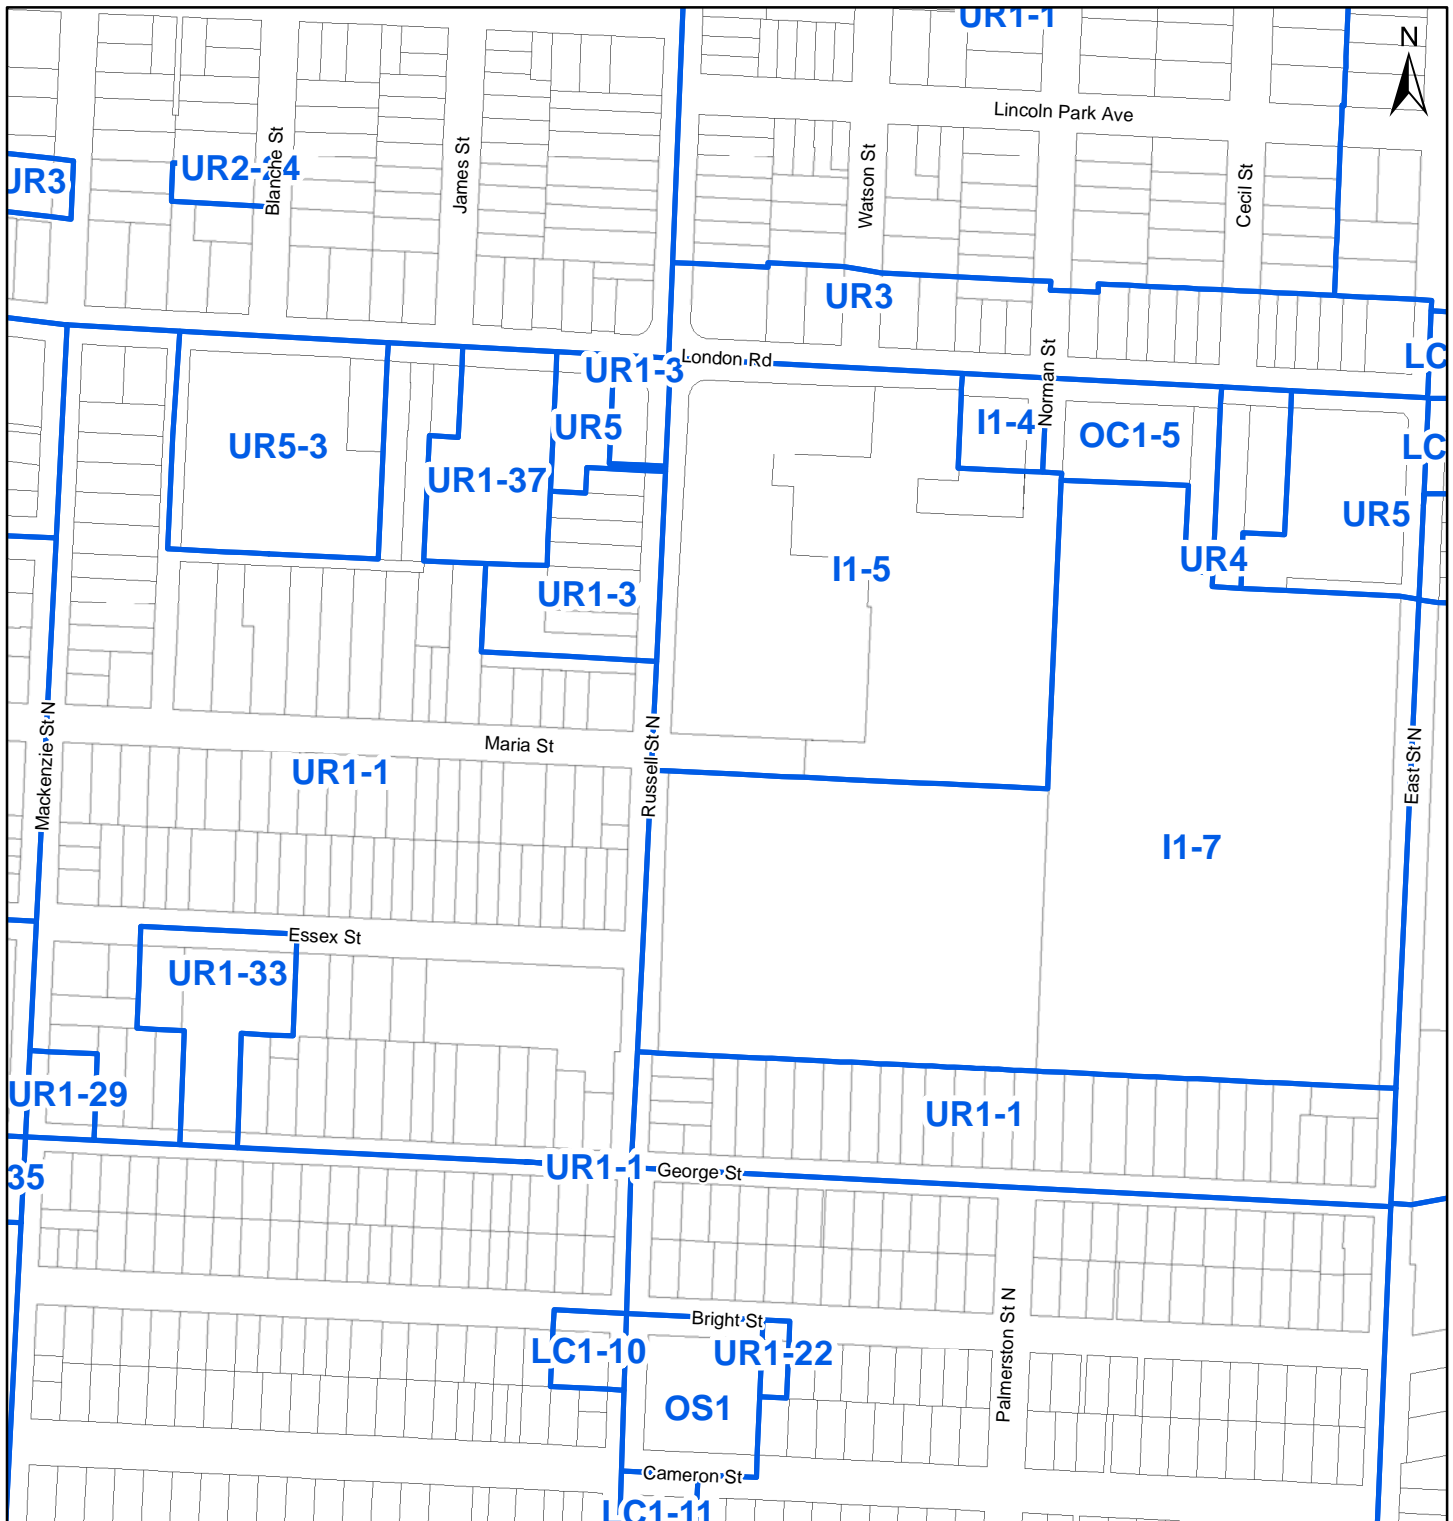 UR1-1
N
Lincoln Park Ave
Blanche St
James St
Watson St
Cecil St
UR3
UR2-24
UR3
London Rd
Norman St
LC
UR1-3
UR5-3
UR5
UR1-37
I1-4
OC1-5
LC
UR5
UR4
I1-5
UR1-3
Mackenzie St N
Maria St
Russell St N
East St N
UR1-1
I1-7
Essex St
UR1-33
UR1-29
UR1-1
35
UR1-1
George St
Palmerston St N
Bright St
LC1-10
UR1-22
OS1
Cameron St
LC1-11